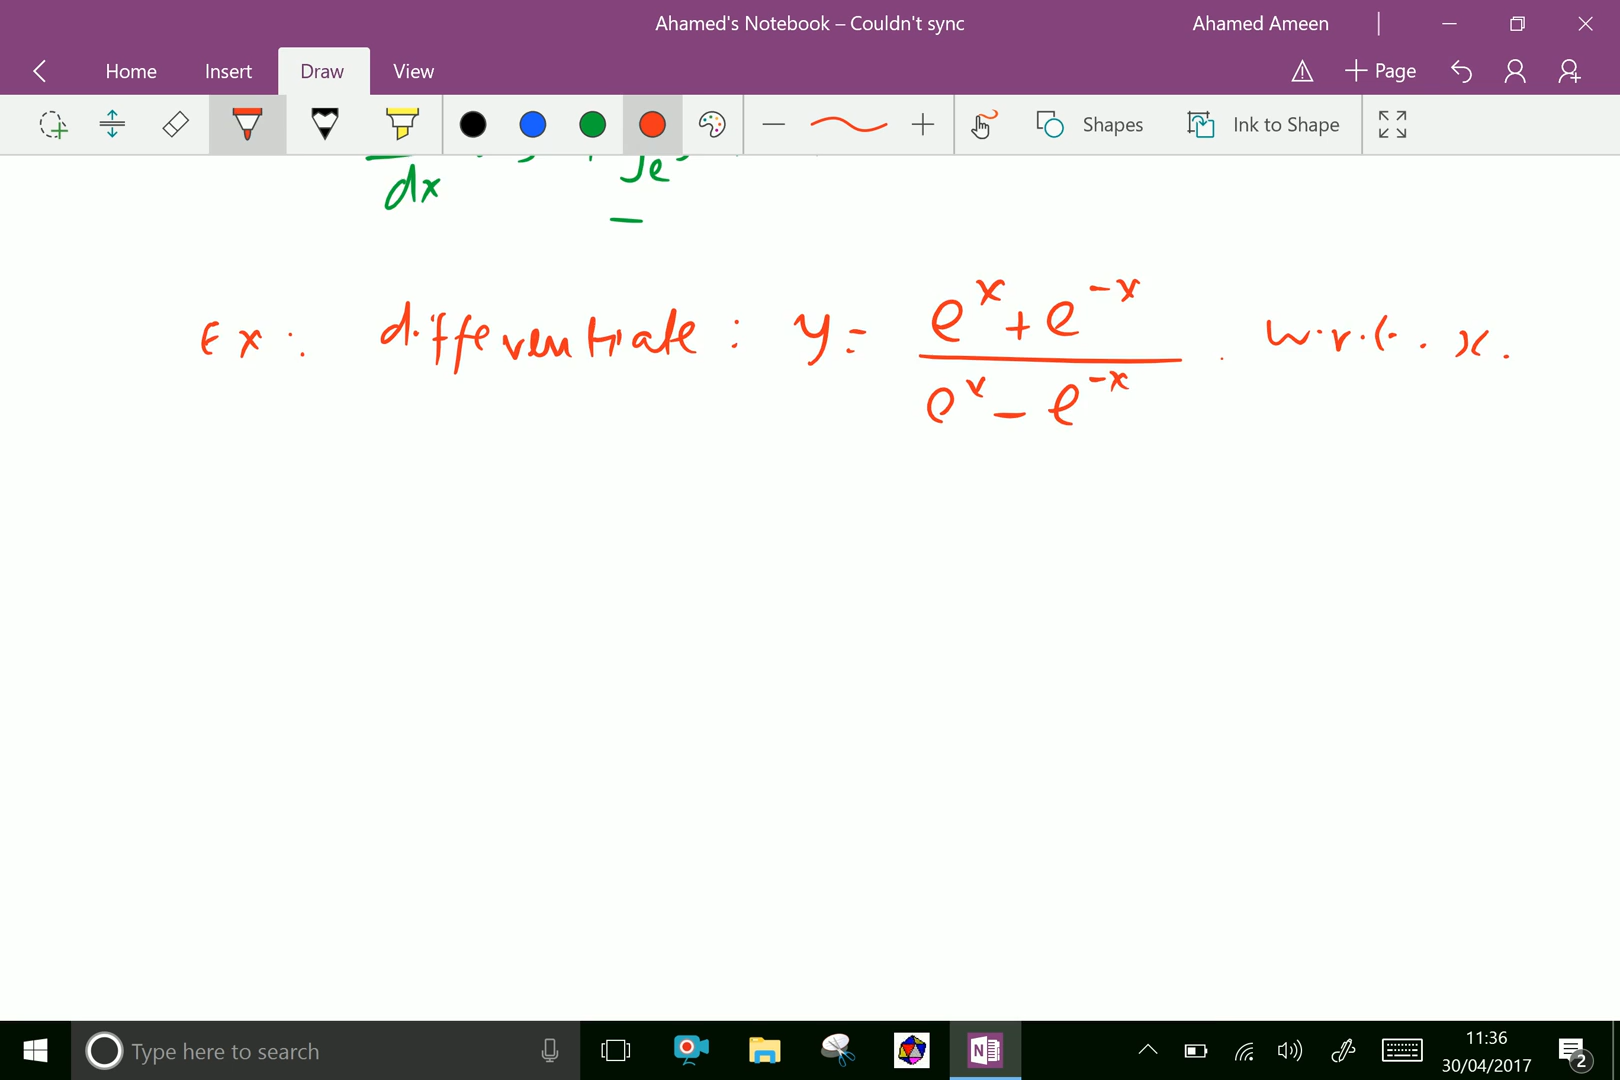 Ahamed's Notebook – Couldn't sync
Ahamed Ameen
Home Insert Draw View
Page
Shapes
Ink to Shape
dx
Ex: differentiate: y = (e^x + e^-x) / (e^x - e^-x) . w.r.t. x.
Type here to search
11:36
30/04/2017
2